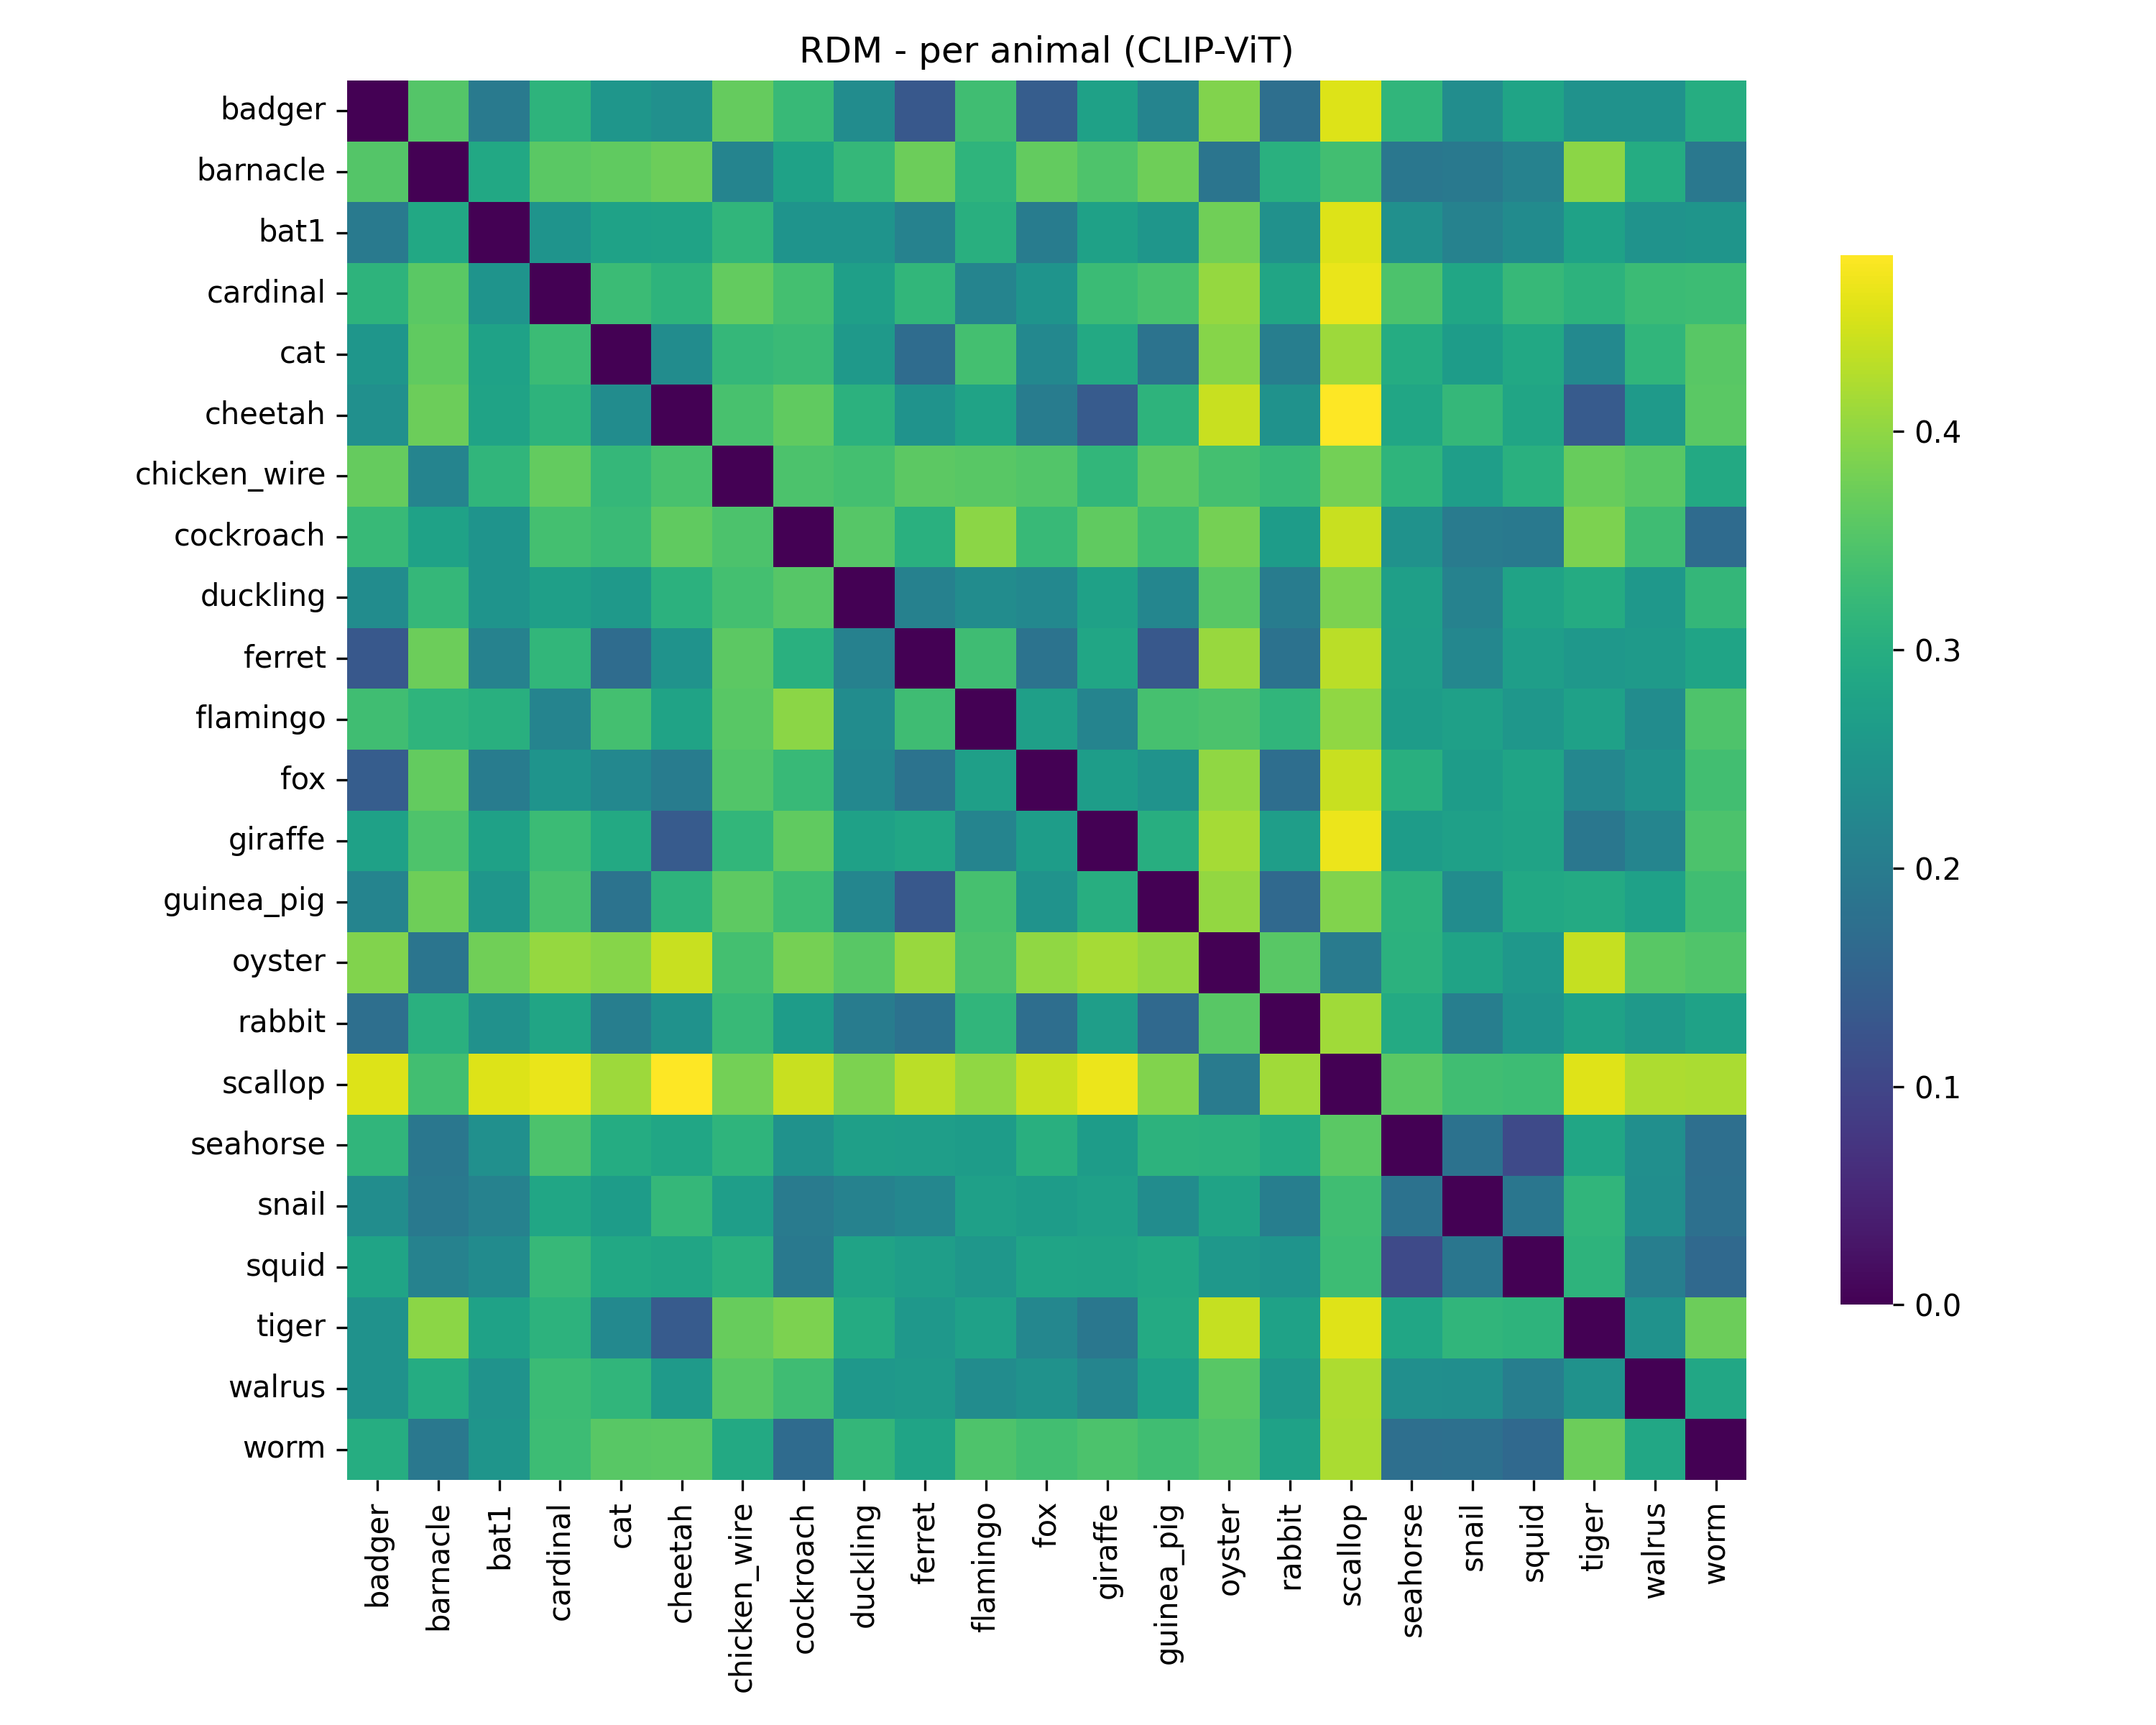 RDM - per animal (CLIP-ViT)
badger
barnacle
bat1
cardinal
cat
cheetah
chicken_wire
cockroach
duckling
ferret
flamingo
fox
giraffe
guinea_pig
oyster
rabbit
scallop
seahorse
snail
squid
tiger
walrus
worm
badger
barnacle
bat1
cardinal
cat
cheetah
chicken_wire
cockroach
duckling
ferret
flamingo
fox
giraffe
guinea_pig
oyster
rabbit
scallop
seahorse
snail
squid
tiger
walrus
worm
0.4
0.3
0.2
0.1
0.0